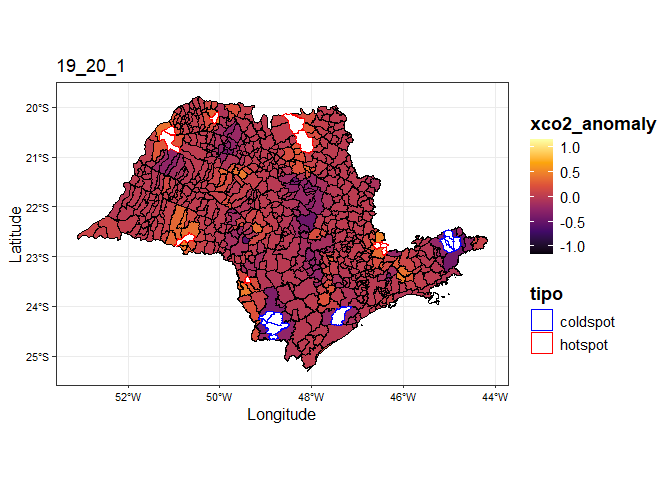 19_20_1
20°S
21°S
22°S
23°S
24°S
25°S
Latitude
52°W 50°W 48°W 46°W 44°W
Longitude
xco2_anomaly
1.0
0.5
0.0
-0.5
-1.0
tipo
coldspot
hotspot